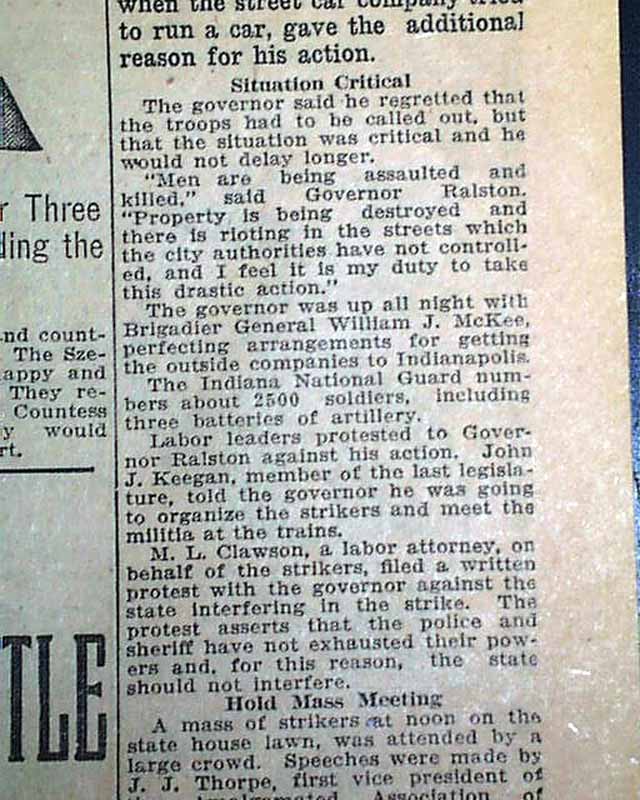 r Three
ding the
and count-
The Sze-
appy and
They re-
Countess
y would
rt.
TLE
when the street car company tried
to run a car, gave the additional
reason for his action.
Situation Critical
The governor said he regretted that
the troops had to be called out, but
that the situation was critical and he
would not delay longer.
"Men are being assaulted and
killed," said Governor Ralston.
"Property is being destroyed and
there is rioting in the streets which
the city authorities have not controll-
ed, and I feel it is my duty to take
this drastic action."
The governor was up all night with
Brigadier General William J. McKee,
perfecting arrangements for getting
the outside companies to Indianapolis.
The Indiana National Guard num-
bers about 2500 soldiers, including
three batteries of artillery.
Labor leaders protested to Gover-
nor Ralston against his action. John
J. Keegan, member of the last legisla-
ture, told the governor he was going
to organize the strikers and meet the
militia at the trains.
M. L. Clawson, a labor attorney, on
behalf of the strikers, filed a written
protest with the governor against the
state interfering in the strike. The
protest asserts that the police and
sheriff have not exhausted their pow-
ers and, for this reason, the state
should not interfere.
Hold Mass Meeting
A mass of strikers at noon on the
state house lawn, was attended by a
large crowd. Speeches were made by
J. J. Thorpe, first vice president of
the Amalgamated Association of